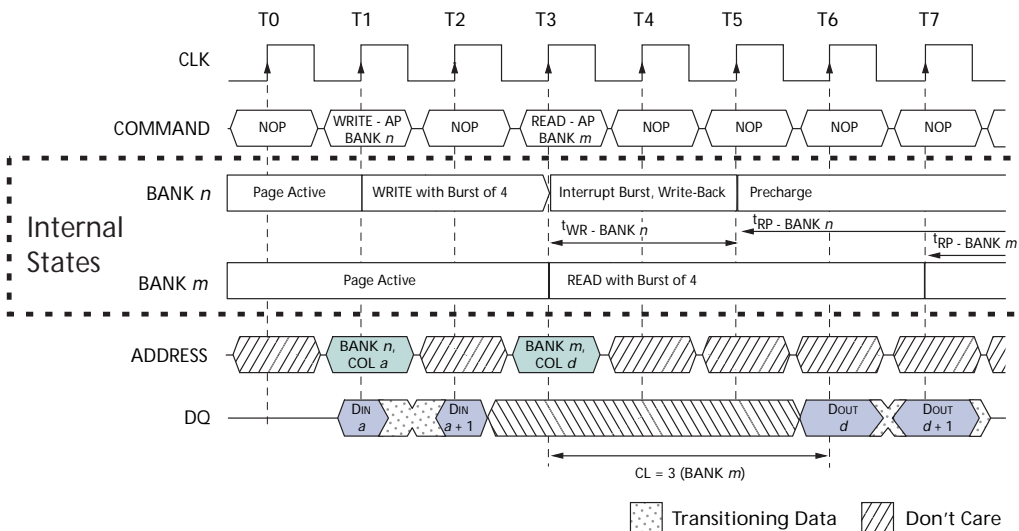 T0 T1 T2 T3 T4 T5 T6 T7
CLK
COMMAND NOP WRITE - AP BANK n NOP READ - AP BANK m NOP NOP NOP NOP
BANK n Page Active WRITE with Burst of 4 Interrupt Burst, Write-Back Precharge
tWR - BANK n tRP - BANK n
tRP - BANK m
Internal
States
BANK m Page Active READ with Burst of 4
ADDRESS BANK n, COL a BANK m, COL d
DQ DIN a DIN a + 1 DOUT d DOUT d + 1
CL = 3 (BANK m)
Transitioning Data Don't Care